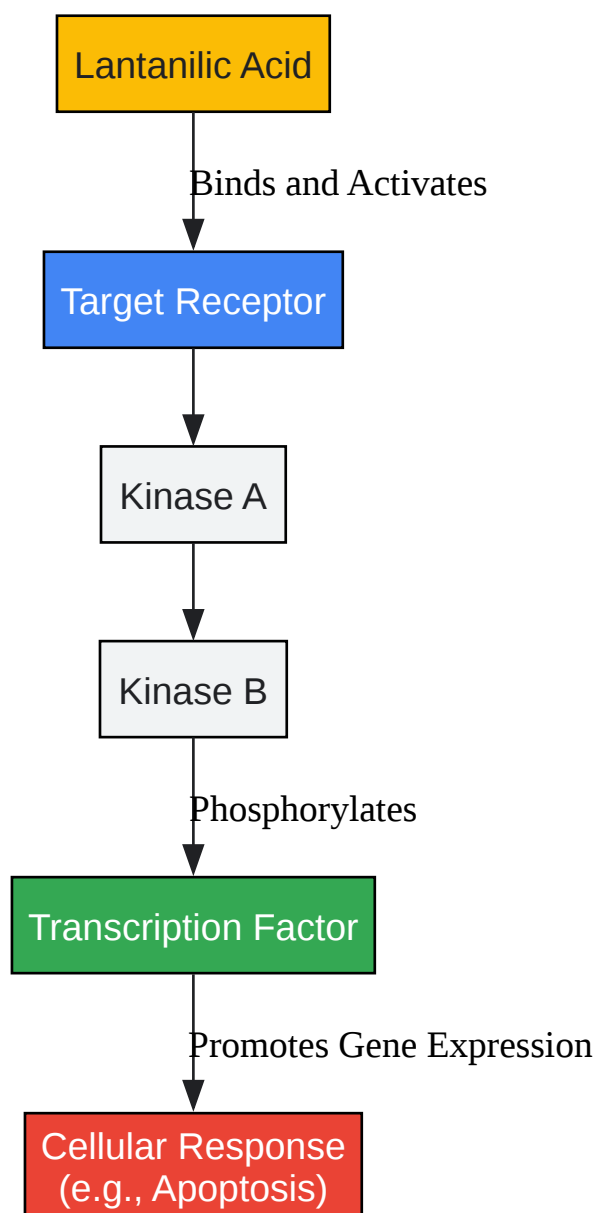 Lantanilic Acid
Binds and Activates
Target Receptor
Kinase A
Kinase B
Phosphorylates
Transcription Factor
Promotes Gene Expression
Cellular Response
(e.g., Apoptosis)